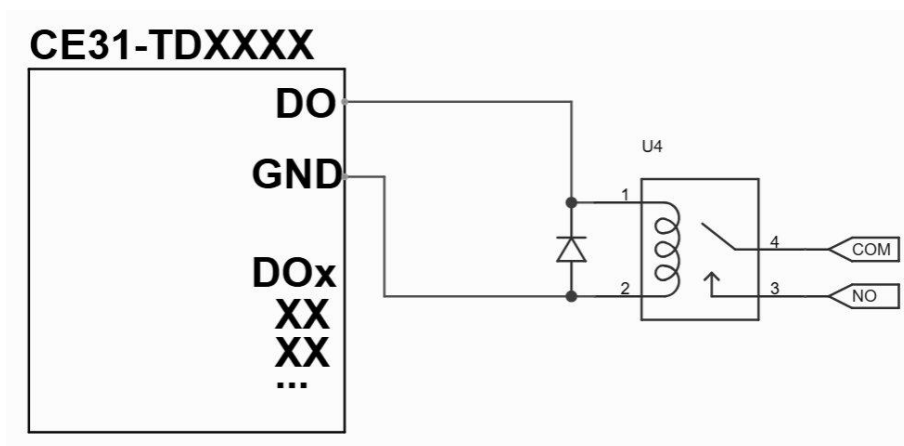 CE31-TDXXXX
DO
GND
DOx
XX
XX
...
U4
1
2
4
COM
3
NO